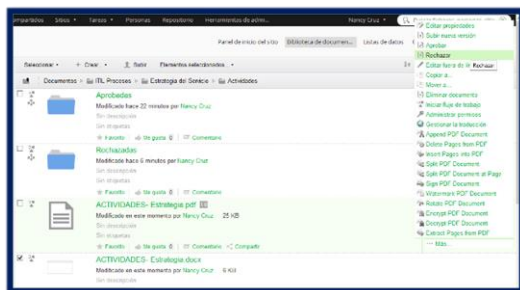 ompartidos Sitios Tareas Personas Repositorio Herramientas de admi... Nancy Cruz
Panel de inicio del sitio Biblioteca de documen... Listas de datos
Seleccionar Crear Subir Elementos seleccionados
Documentos ITIL Procesos Estrategia del Servicio Actividades
Aprobadas
Modificado hace 22 minutos por Nancy Cruz
Sin descripción
Sin etiquetas
Favorito Me gusta 0 Comentario
Rechazadas
Modificado hace 6 minutos por Nancy Cruz
Sin descripción
Sin etiquetas
Favorito Me gusta 0 Comentario
ACTIVIDADES- Estrategia.pdf
Modificado en este momento por Nancy Cruz 25 KB
Sin descripción
Sin etiquetas
Favorito Me gusta 0 Comentario Compartir
ACTIVIDADES- Estrategia.docx
Modificado en este momento por Nancy Cruz 6 KB
Sin descripción
Editar propiedades
Subir nueva versión
Aprobar
Rechazar
Editar fuera de Rechazar
Copiar a...
Mover a...
Eliminar documento
Iniciar flujo de trabajo
Administrar permisos
Gestionar la traducción
Append PDF Document
Delete Pages from PDF
Insert Pages into PDF
Split PDF Document
Split PDF Document at Page
Sign PDF Document
Watermark PDF Document
Rotate PDF Document
Encrypt PDF Document
Decrypt PDF Document
Extract Pages from PDF
Más...